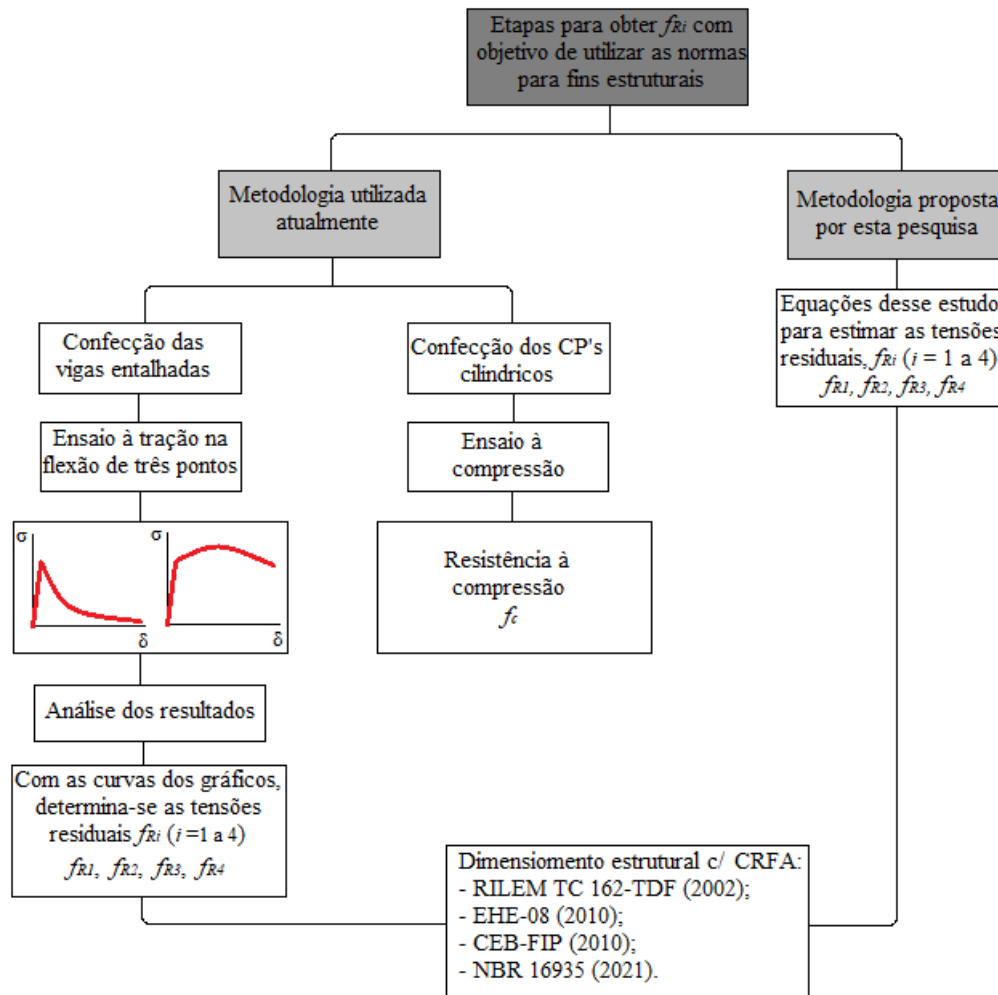 Etapas para obter fRi com
objetivo de utilizar as normas
para fins estruturais
Metodologia utilizada
atualmente
Metodologia proposta
por esta pesquisa
Confecção das
vigas entalhadas
Confecção dos CP's
cilindricos
Equações desse estudo
para estimar as tensões
residuais, fRi (i = 1 a 4)
fR1, fR2, fR3, fR4
Ensaio à tração na
flexão de três pontos
Ensaio à
compressão
σ
δ
σ
δ
Resistência à
compressão
fc
Análise dos resultados
Com as curvas dos gráficos,
determina-se as tensões
residuais fRi (i =1 a 4)
fR1, fR2, fR3, fR4
Dimensiomento estrutural c/ CRFA:
- RILEM TC 162-TDF (2002);
- EHE-08 (2010);
- CEB-FIP (2010);
- NBR 16935 (2021).